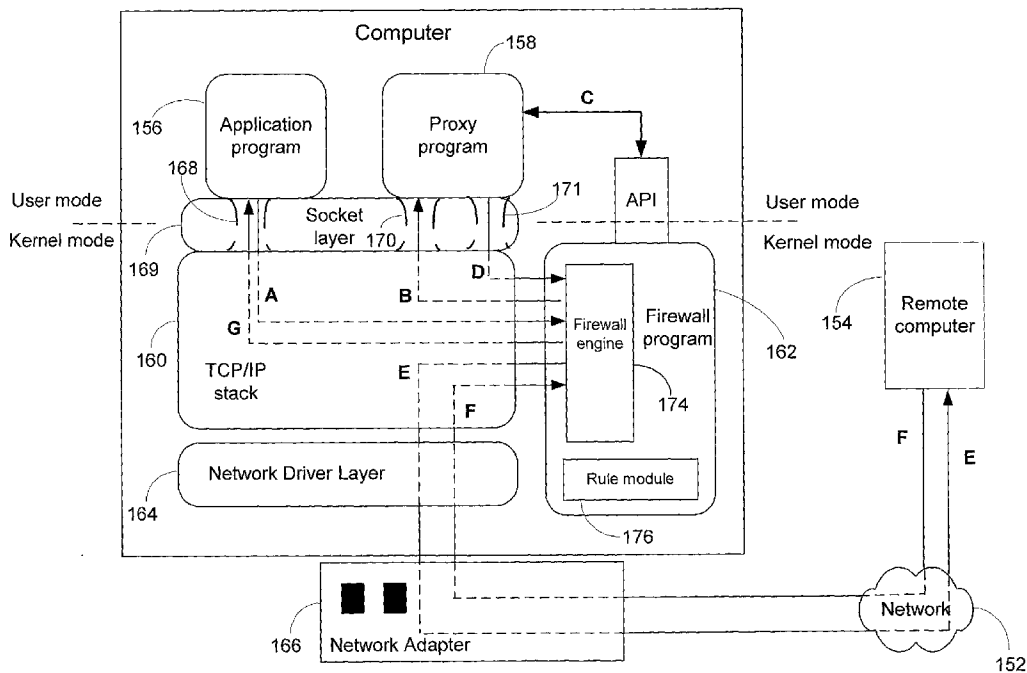 Computer
158
C
156
Application
program
Proxy
program
168
171
API
User mode
Kernel mode
Socket
layer
170
User mode
Kernel mode
169
D
A
B
G
154
Remote
computer
160
Firewall
engine
Firewall
program
162
E
TCP/IP
stack
F
174
F
E
Network Driver Layer
164
Rule module
176
Network
166
Network Adapter
152